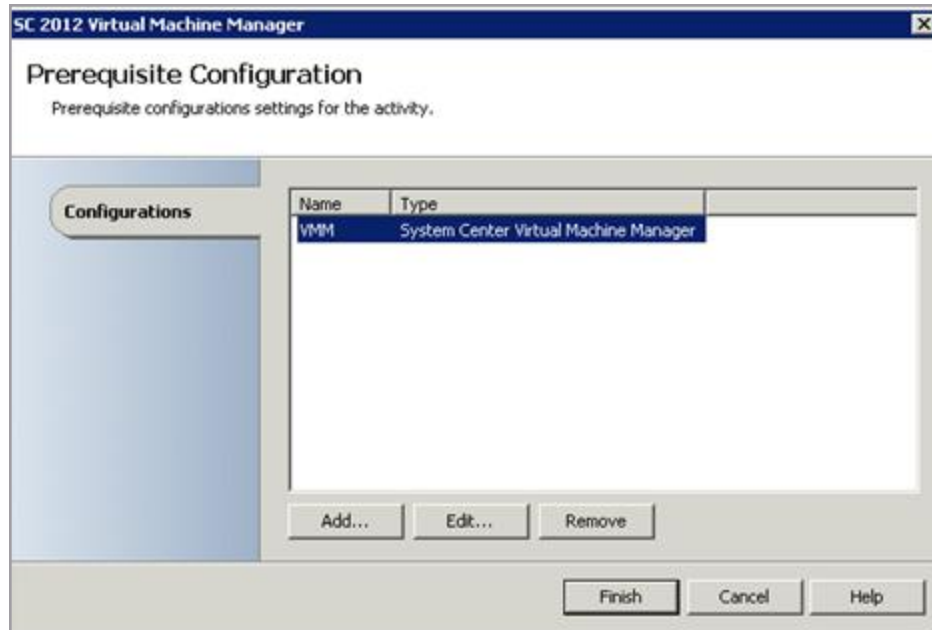 SC 2012 Virtual Machine Manager
Prerequisite Configuration
Prerequisite configurations settings for the activity.
Configurations
Name Type
VMM System Center Virtual Machine Manager
Add... Edit... Remove
Finish Cancel Help